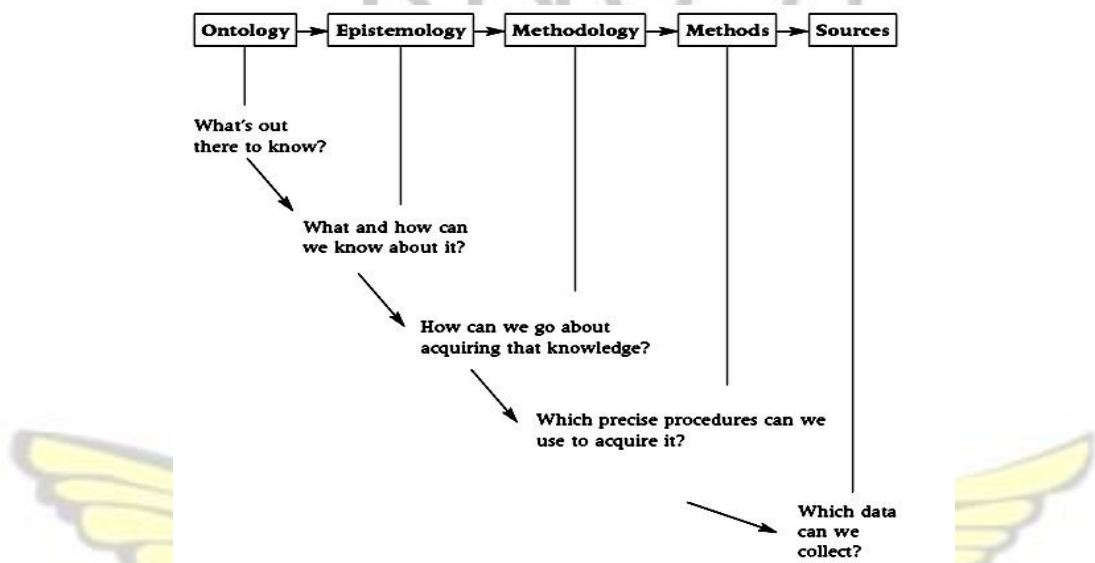 Ontology Epistemology Methodology Methods Sources
What's out
there to know?
What and how can
we know about it?
How can we go about
acquiring that knowledge?
Which precise procedures can we
use to acquire it?
Which data
can we
collect?